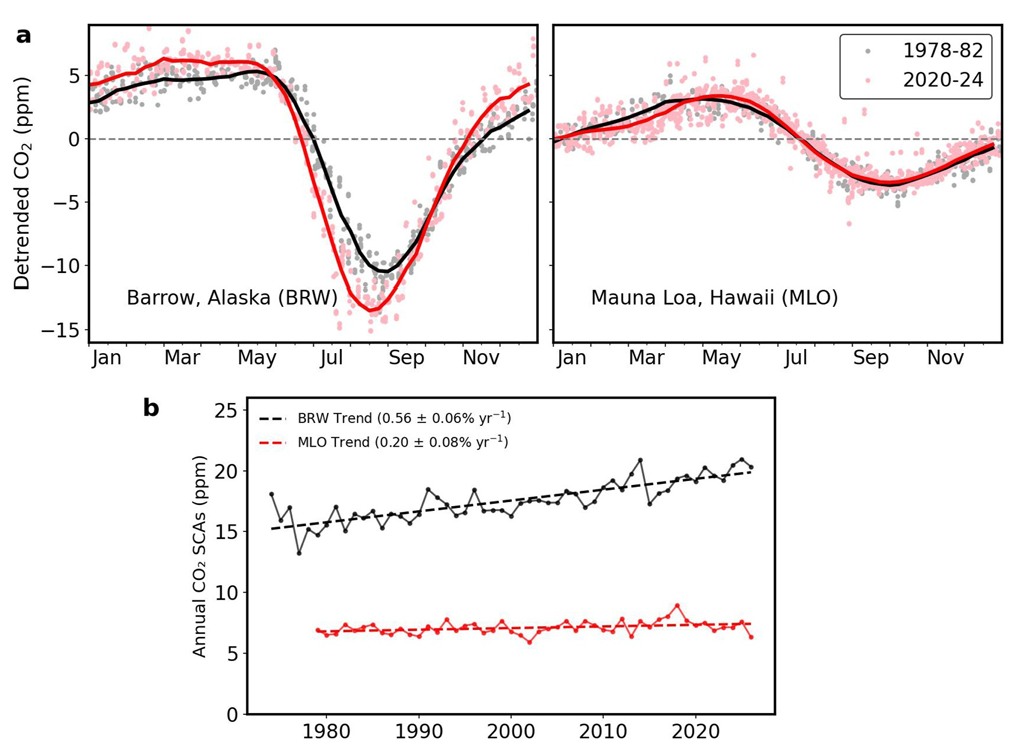 a
Detrended CO₂ (ppm)
5
0
−5
−10
−15
Barrow, Alaska (BRW)
Jan Mar May Jul Sep Nov
1978-82
2020-24
Mauna Loa, Hawaii (MLO)
Jan Mar May Jul Sep Nov
b
Annual CO₂ SCAs (ppm)
25
20
15
10
5
0
BRW Trend (0.56 ± 0.06% yr⁻¹)
MLO Trend (0.20 ± 0.08% yr⁻¹)
1980 1990 2000 2010 2020